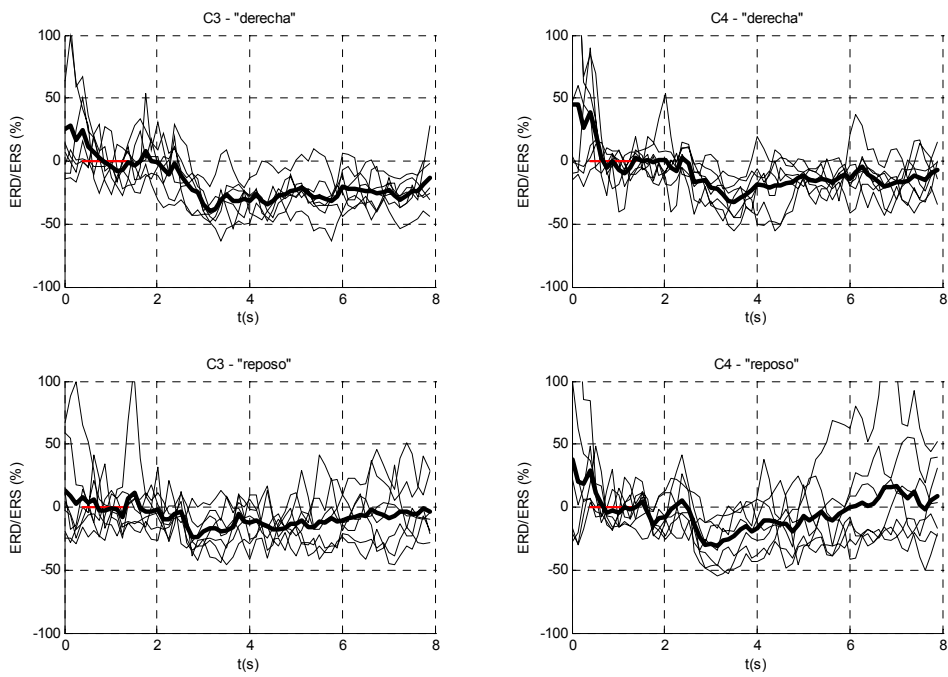 C3 - "derecha"
100
50
0
-50
-100
ERD/ERS (%)
0 2 4 6 8
t(s)
C4 - "derecha"
100
50
0
-50
-100
ERD/ERS (%)
0 2 4 6 8
t(s)
C3 - "reposo"
100
50
0
-50
-100
ERD/ERS (%)
0 2 4 6 8
t(s)
C4 - "reposo"
100
50
0
-50
-100
ERD/ERS (%)
0 2 4 6 8
t(s)